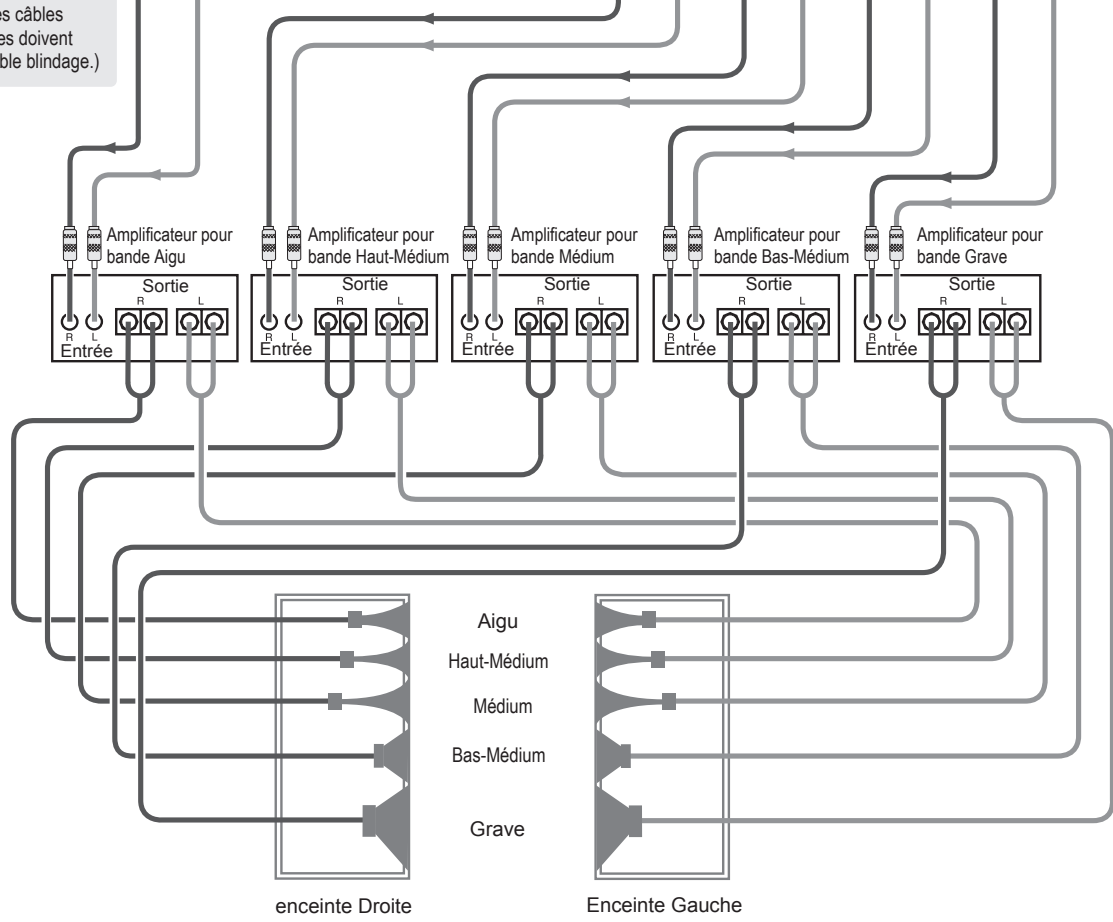 es câbles
es doivent
ble blindage.)
Amplificateur pour
bande Aigu
Amplificateur pour
bande Haut-Médium
Amplificateur pour
bande Médium
Amplificateur pour
bande Bas-Médium
Amplificateur pour
bande Grave
Sortie
R L
R L
Entrée
Sortie
R L
R L
Entrée
Sortie
R L
R L
Entrée
Sortie
R L
R L
Entrée
Sortie
R L
R L
Entrée
Aigu
Haut-Médium
Médium
Bas-Médium
Grave
enceinte Droite
Enceinte Gauche